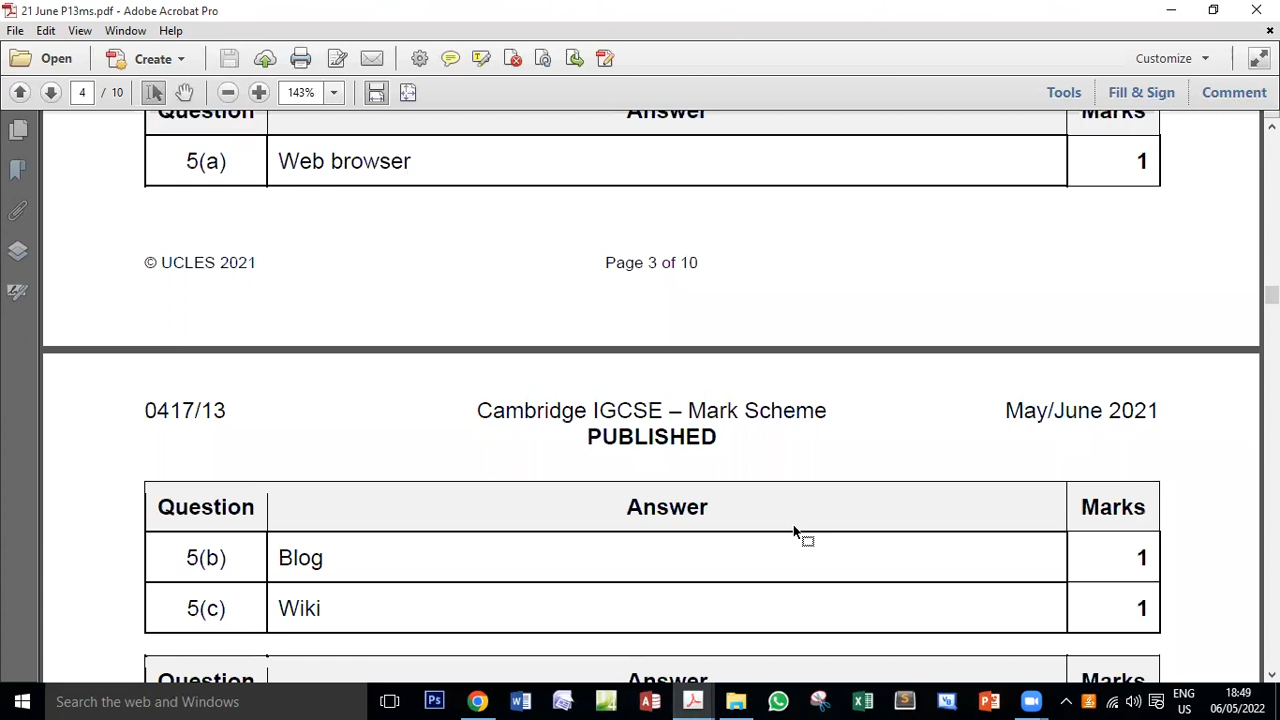 21 June P13ms.pdf - Adobe Acrobat Pro
File Edit View Window Help
Open Create Customize
4 / 10 143% Tools Fill & Sign Comment
Question Answer Marks
5(a) Web browser 1
© UCLES 2021 Page 3 of 10
0417/13 Cambridge IGCSE – Mark Scheme May/June 2021
PUBLISHED
Question Answer Marks
5(b) Blog 1
5(c) Wiki 1
Question Answer Marks
Search the web and Windows
ENG 18:49
US 06/05/2022